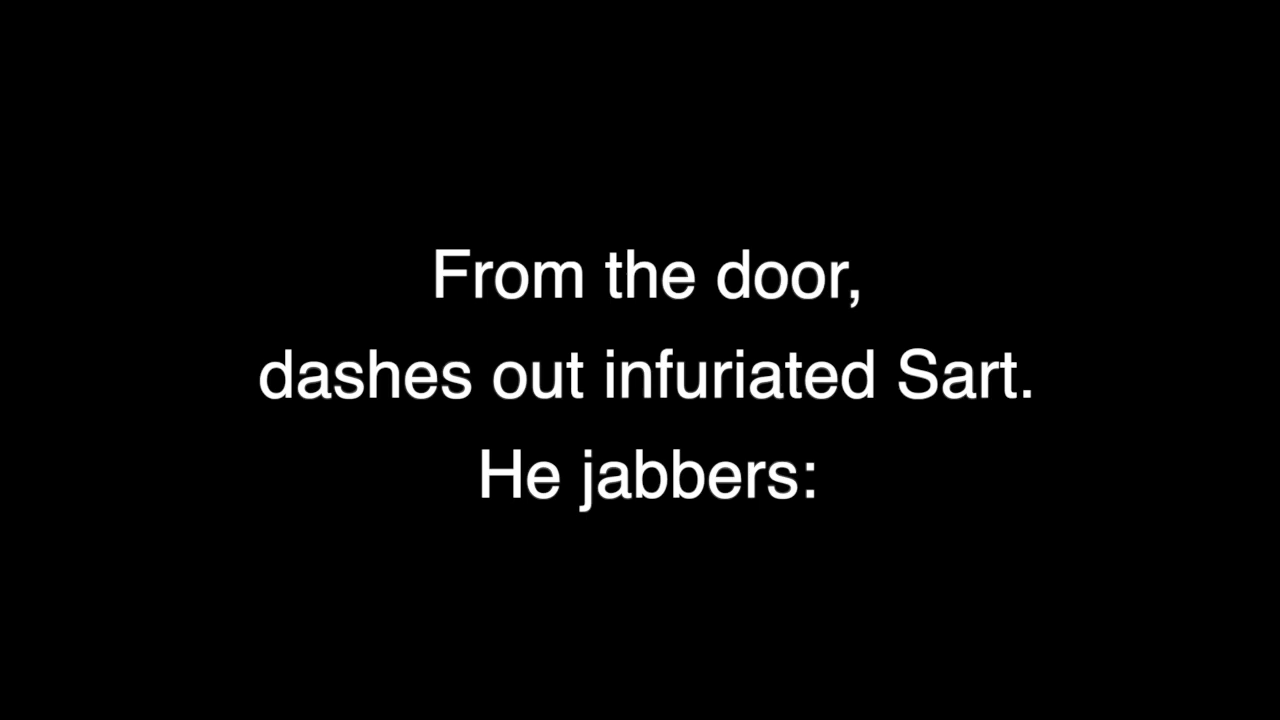 From the door,
dashes out infuriated Sart.
He jabbers: